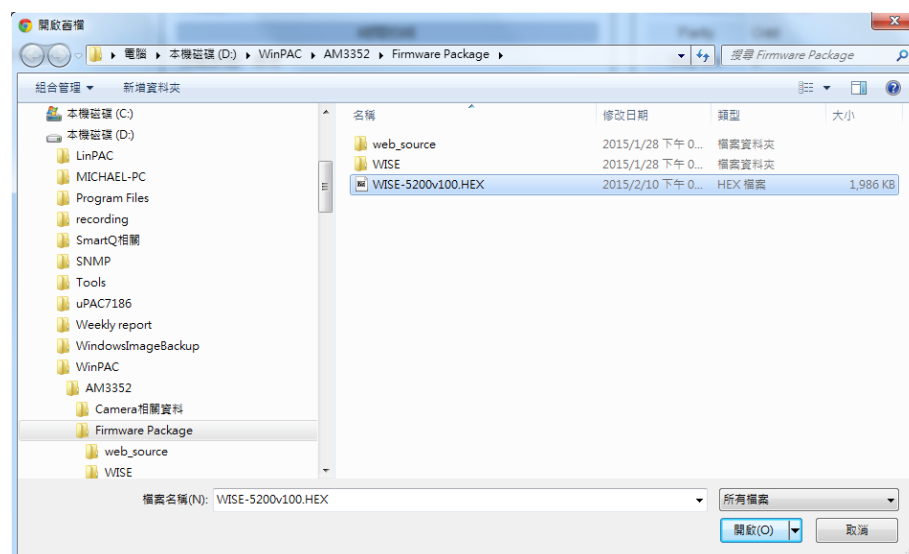 開啟舊檔
電腦 ▸ 本機磁碟 (D:) ▸ WinPAC ▸ AM3352 ▸ Firmware Package ▸
搜尋 Firmware Package
組合管理 ▼ 新增資料夾
本機磁碟 (C:)
本機磁碟 (D:)
LinPAC
MICHAEL-PC
Program Files
recording
SmartQ相關
SNMP
Tools
uPAC7186
Weekly report
WindowsImageBackup
WinPAC
AM3352
Camera相關資料
Firmware Package
web_source
WISE
名稱 修改日期 類型 大小
web_source 2015/1/28 下午 0... 檔案資料夾
WISE 2015/1/28 下午 0... 檔案資料夾
WISE-5200v100.HEX 2015/2/10 下午 0... HEX 檔案 1,986 KB
檔案名稱(N): WISE-5200v100.HEX 所有檔案
開啟(O) 取消